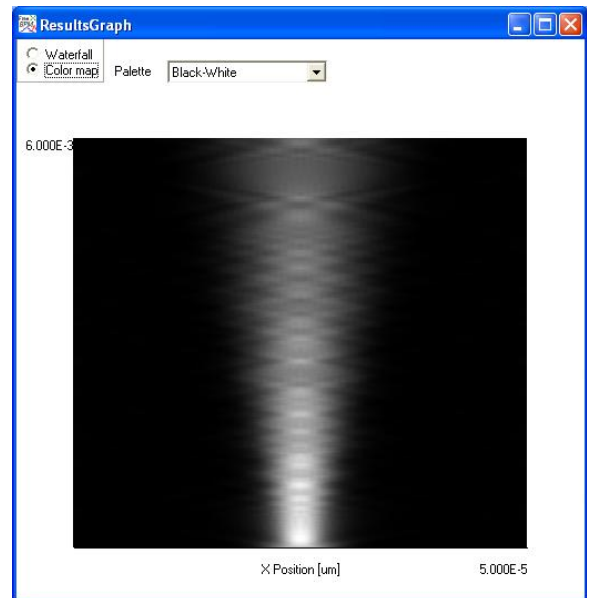 ResultsGraph
Waterfall
Color map
Palette
Black-White
6.000E-3
X Position [um]
5.000E-5